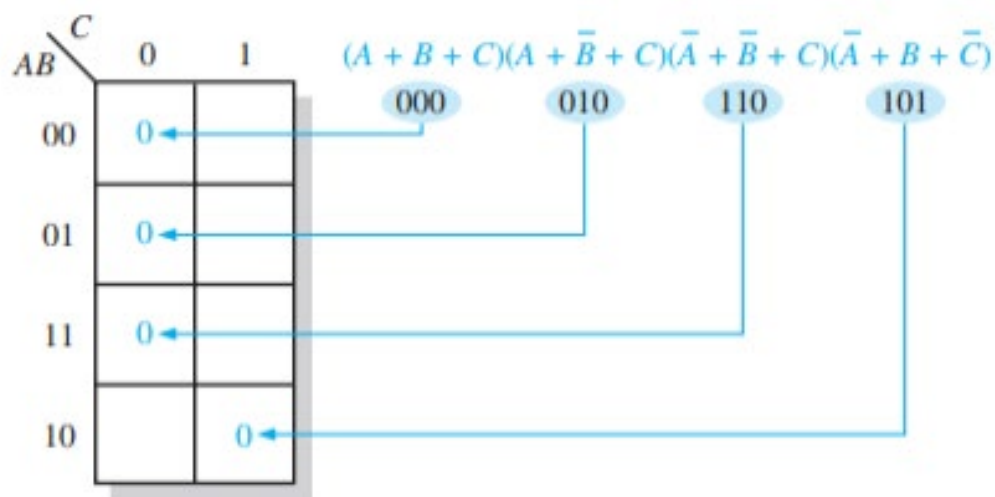 C
AB 0 1 (A + B + C)(A + B̅ + C)(A̅ + B̅ + C)(A̅ + B + C̅)
000 010 110 101
00 0
01 0
11 0
10 0